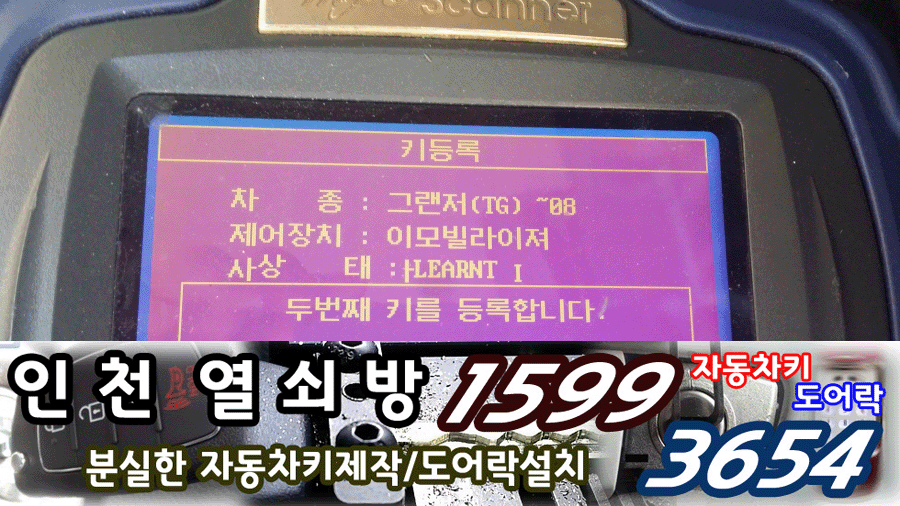 Scanner
키등록
차 종 : 그랜저(TG) ~08
제어장치 : 이모빌라이져
상 태 : LEARNT
두번째 키를 등록합니다!
인천 열쇠방 1599
자동차키
도어락
분실한 자동차키제작/도어락설치
-3654